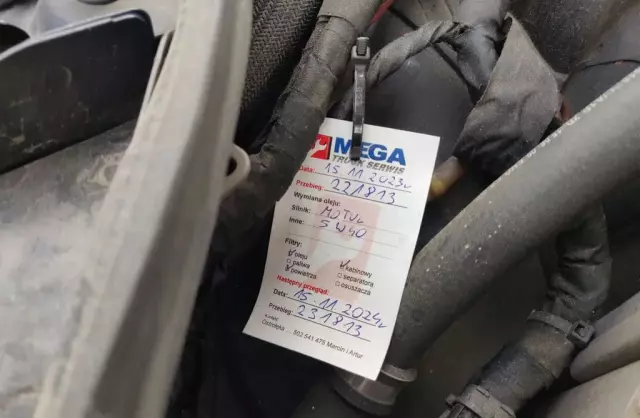 MEGA
TRUCK SERWIS
Data: 15.11.2023r
Przebieg: 221813
Wymiana oleju:
Silnik: MOTUL
Inne: 5W40
Filtry:
oleju kabinowy
paliwa separatora
powietrza osuszacza
Następny przegląd:
Data: 15.11.2024r
Przebieg: 231813
Ostrołęka 502 541 475 Marcin i Artur